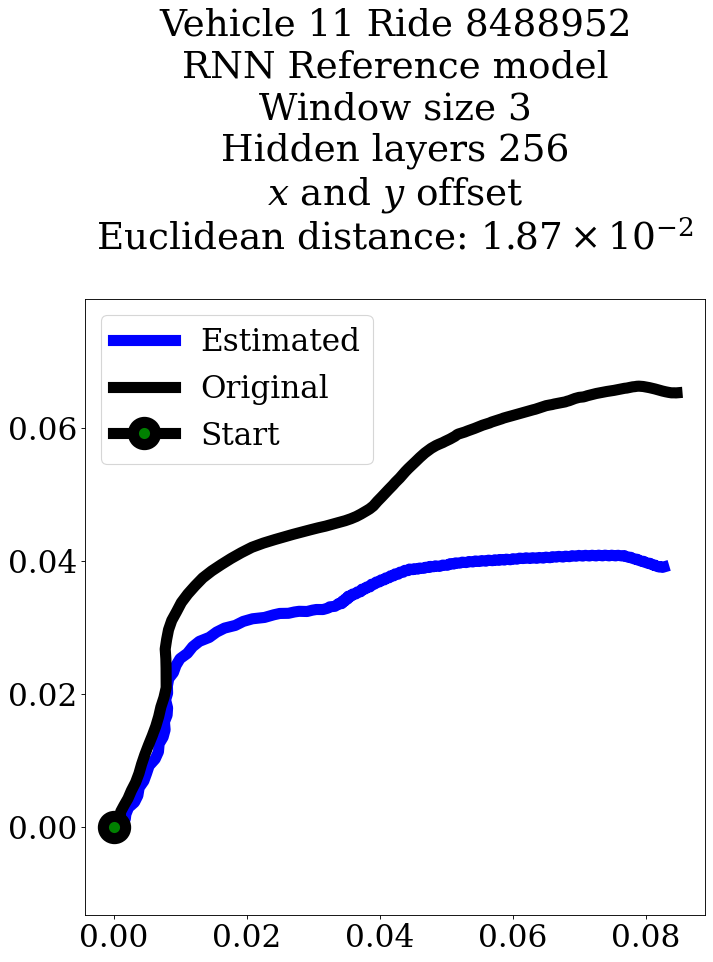 Vehicle 11 Ride 8488952
RNN Reference model
Window size 3
Hidden layers 256
x and y offset
Euclidean distance: 1.87 × 10⁻²
Estimated
Original
Start
0.06
0.04
0.02
0.00
0.00 0.02 0.04 0.06 0.08